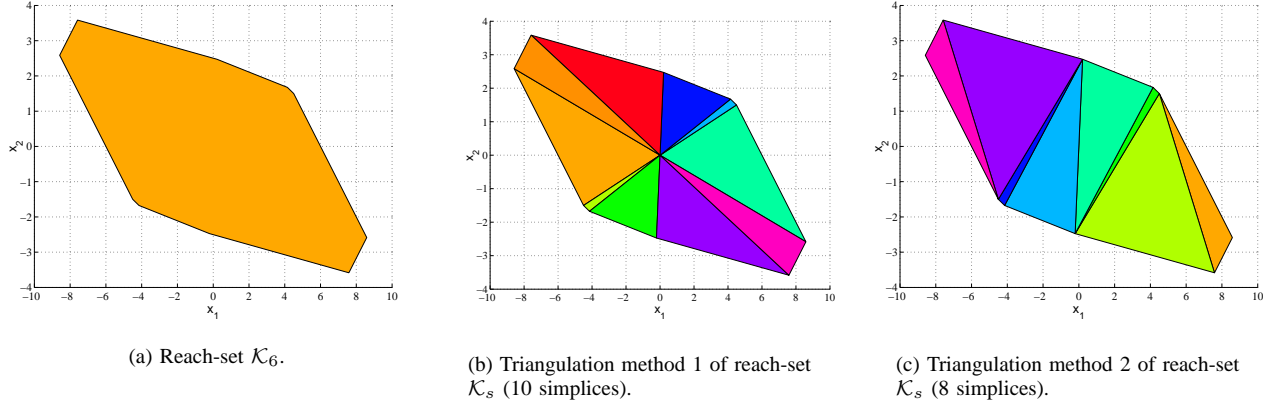 4
3
2
1
0
−1
−2
−3
−4
x2
−10 −8 −6 −4 −2 0 2 4 6 8 10
x1
(a) Reach-set K6.
4
3
2
1
0
−1
−2
−3
−4
x2
−10 −8 −6 −4 −2 0 2 4 6 8 10
x1
(b) Triangulation method 1 of reach-set
Ks (10 simplices).
4
3
2
1
0
−1
−2
−3
−4
x2
−10 −8 −6 −4 −2 0 2 4 6 8 10
x1
(c) Triangulation method 2 of reach-set
Ks (8 simplices).